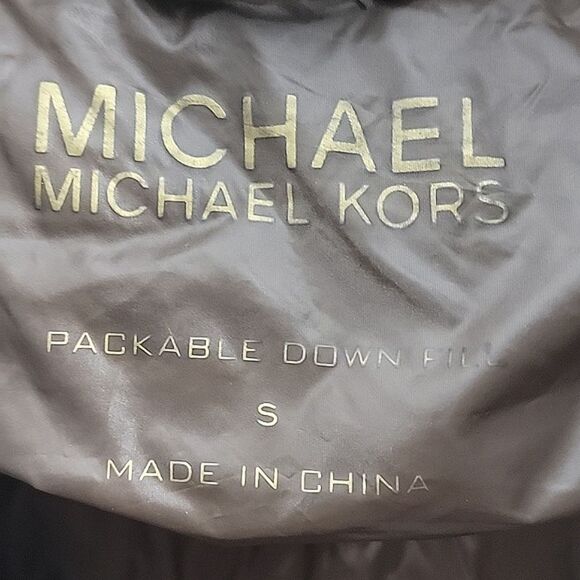 MICHAEL
MICHAEL KORS
PACKABLE DOWN FILL
S
MADE IN CHINA